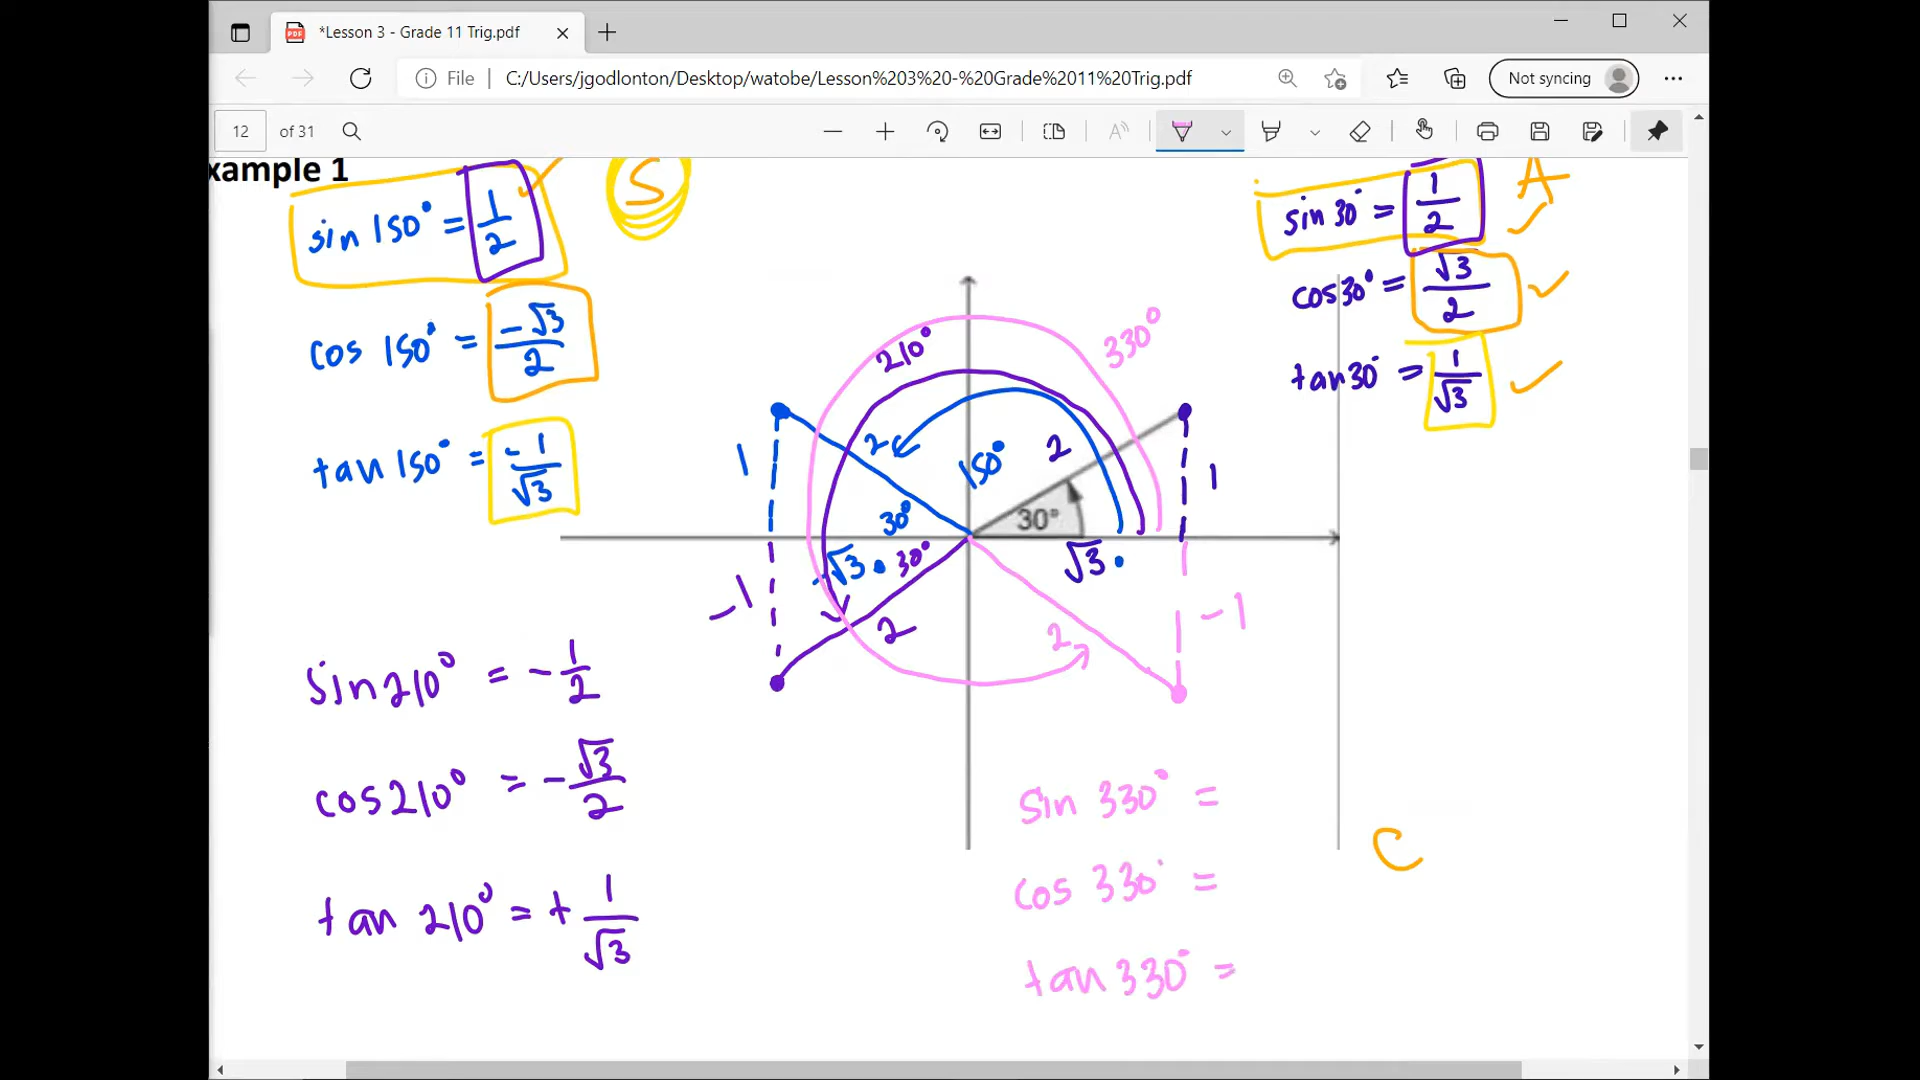 *Lesson 3 - Grade 11 Trig.pdf
File | C:/Users/jgodlonton/Desktop/watobe/Lesson%203%20-%20Grade%2011%20Trig.pdf
Not syncing
12 of 31
xample 1
sin 150° = 1/2
S
cos 150° = -√3/2
tan 150° = -1/√3
A
sin 30° = 1/2
cos 30° = √3/2
tan 30° = 1/√3
210°
330°
2
150°
2
1
1
30°
30°
-√3
30°
√3
-1
2
2
-1
sin 210° = -1/2
cos 210° = -√3/2
tan 210° = + 1/√3
sin 330° =
cos 330° =
tan 330° =
C